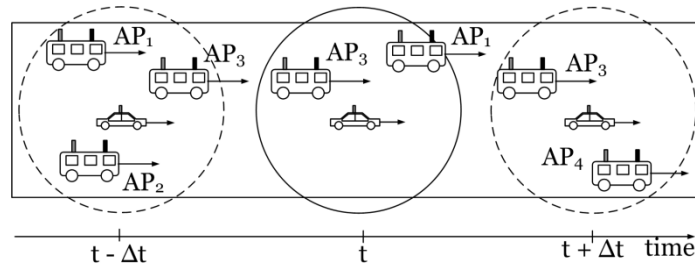 AP₁ AP₃ AP₃ AP₁ AP₃
AP₂ AP₄
t - Δt t t + Δt time